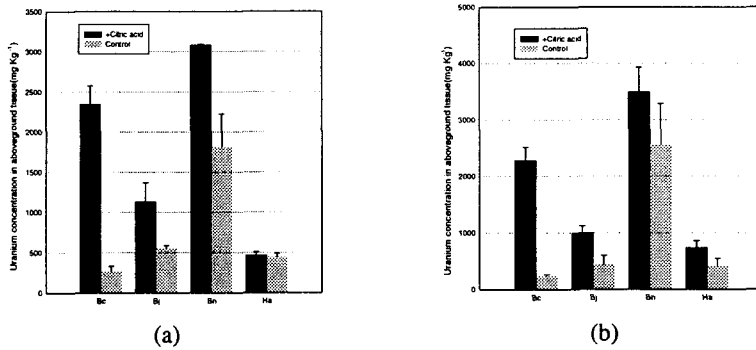 Uranium concentration in aboveground tissue(mg Kg⁻¹)
3500
3000
2500
2000
1500
1000
500
0
+Citric acid
Control
Bc Bj Bn Ha
(a)
Uranium concentration in aboveground tissue(mg Kg⁻¹)
5000
4000
3000
2000
1000
0
+Citric acid
Control
Bc Bj Bn Ha
(b)